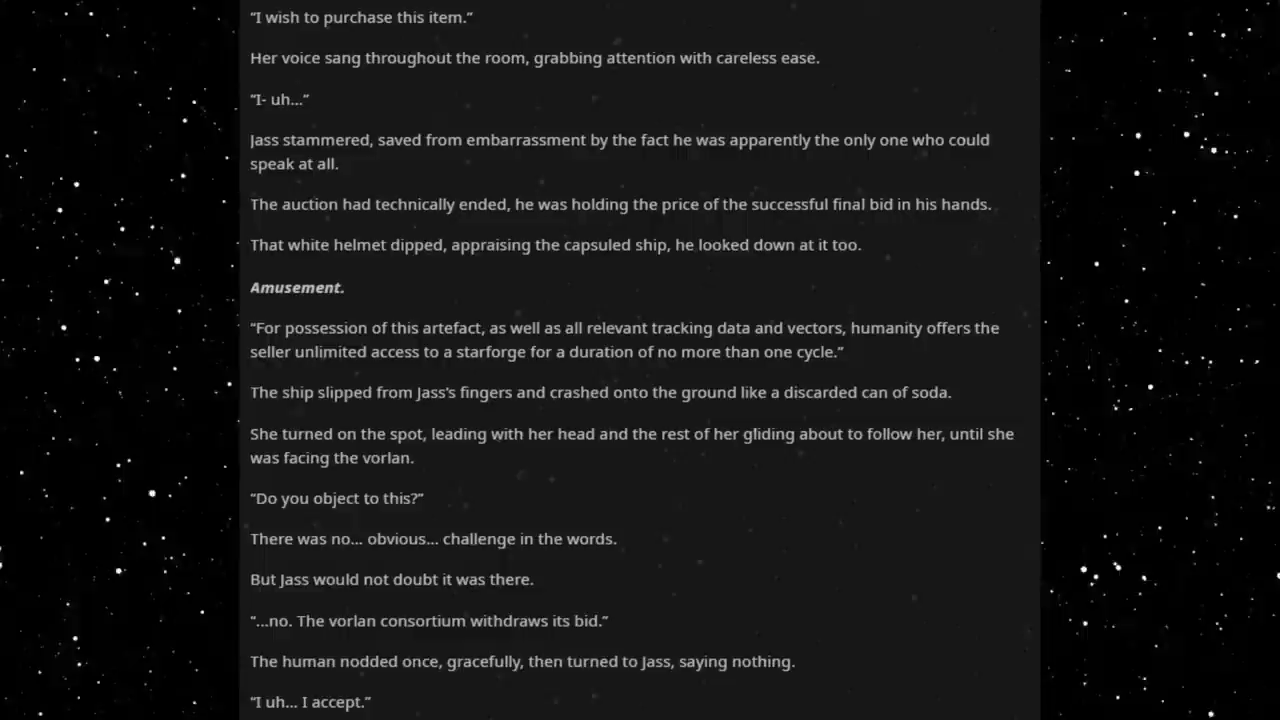 “I wish to purchase this item.”
Her voice sang throughout the room, grabbing attention with careless ease.
“I- uh...”
Jass stammered, saved from embarrassment by the fact he was apparently the only one who could
speak at all.
The auction had technically ended, he was holding the price of the successful final bid in his hands.
That white helmet dipped, appraising the capsuled ship, he looked down at it too.
Amusement.
“For possession of this artefact, as well as all relevant tracking data and vectors, humanity offers the
seller unlimited access to a starforge for a duration of no more than one cycle.”
The ship slipped from Jass’s fingers and crashed onto the ground like a discarded can of soda.
She turned on the spot, leading with her head and the rest of her gliding about to follow her, until she
was facing the vorlan.
“Do you object to this?”
There was no... obvious... challenge in the words.
But Jass would not doubt it was there.
“...no. The vorlan consortium withdraws its bid.”
The human nodded once, gracefully, then turned to Jass, saying nothing.
“I uh... I accept.”